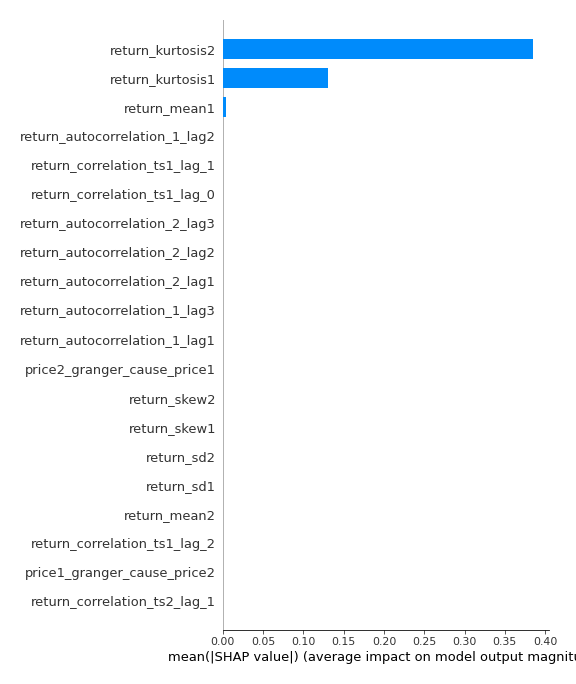 return_kurtosis2
return_kurtosis1
return_mean1
return_autocorrelation_1_lag2
return_correlation_ts1_lag_1
return_correlation_ts1_lag_0
return_autocorrelation_2_lag3
return_autocorrelation_2_lag2
return_autocorrelation_2_lag1
return_autocorrelation_1_lag3
return_autocorrelation_1_lag1
price2_granger_cause_price1
return_skew2
return_skew1
return_sd2
return_sd1
return_mean2
return_correlation_ts1_lag_2
price1_granger_cause_price2
return_correlation_ts2_lag_1
0.00 0.05 0.10 0.15 0.20 0.25 0.30 0.35 0.40
mean(|SHAP value|) (average impact on model output magnitu